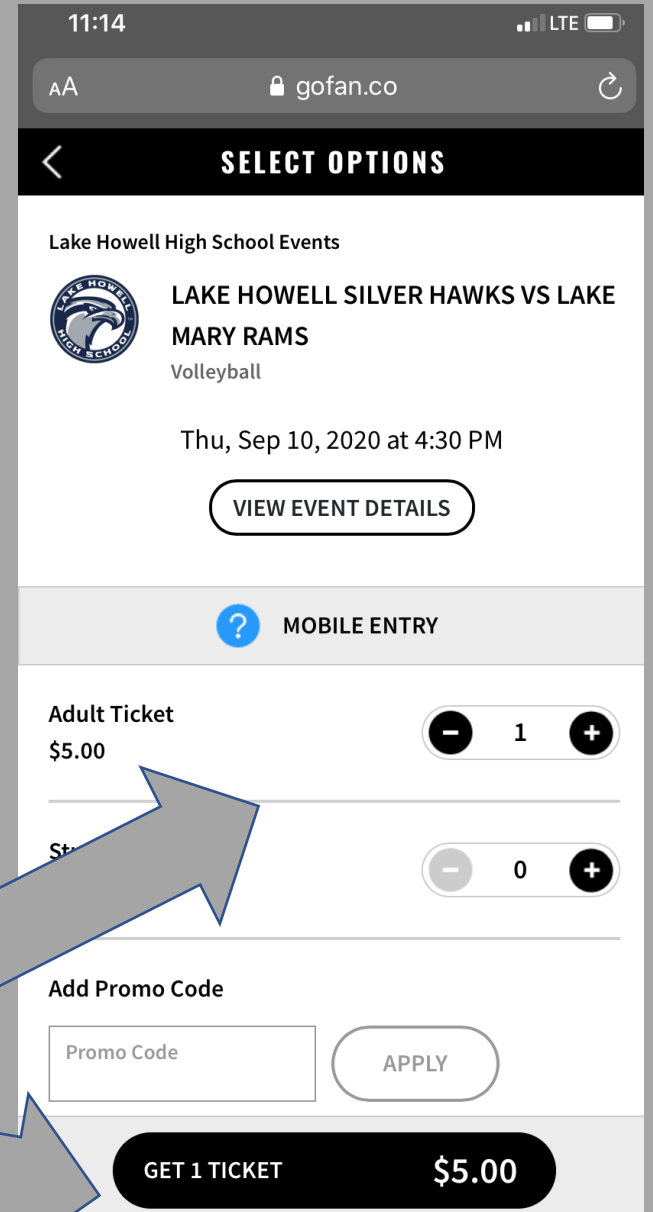 11:14 LTE
AA gofan.co
SELECT OPTIONS
Lake Howell High School Events
LAKE HOWELL
HIGH SCHOOL
LAKE HOWELL SILVER HAWKS VS LAKE
MARY RAMS
Volleyball
Thu, Sep 10, 2020 at 4:30 PM
VIEW EVENT DETAILS
? MOBILE ENTRY
Adult Ticket
$5.00
- 1 +
- 0 +
Add Promo Code
Promo Code APPLY
GET 1 TICKET $5.00